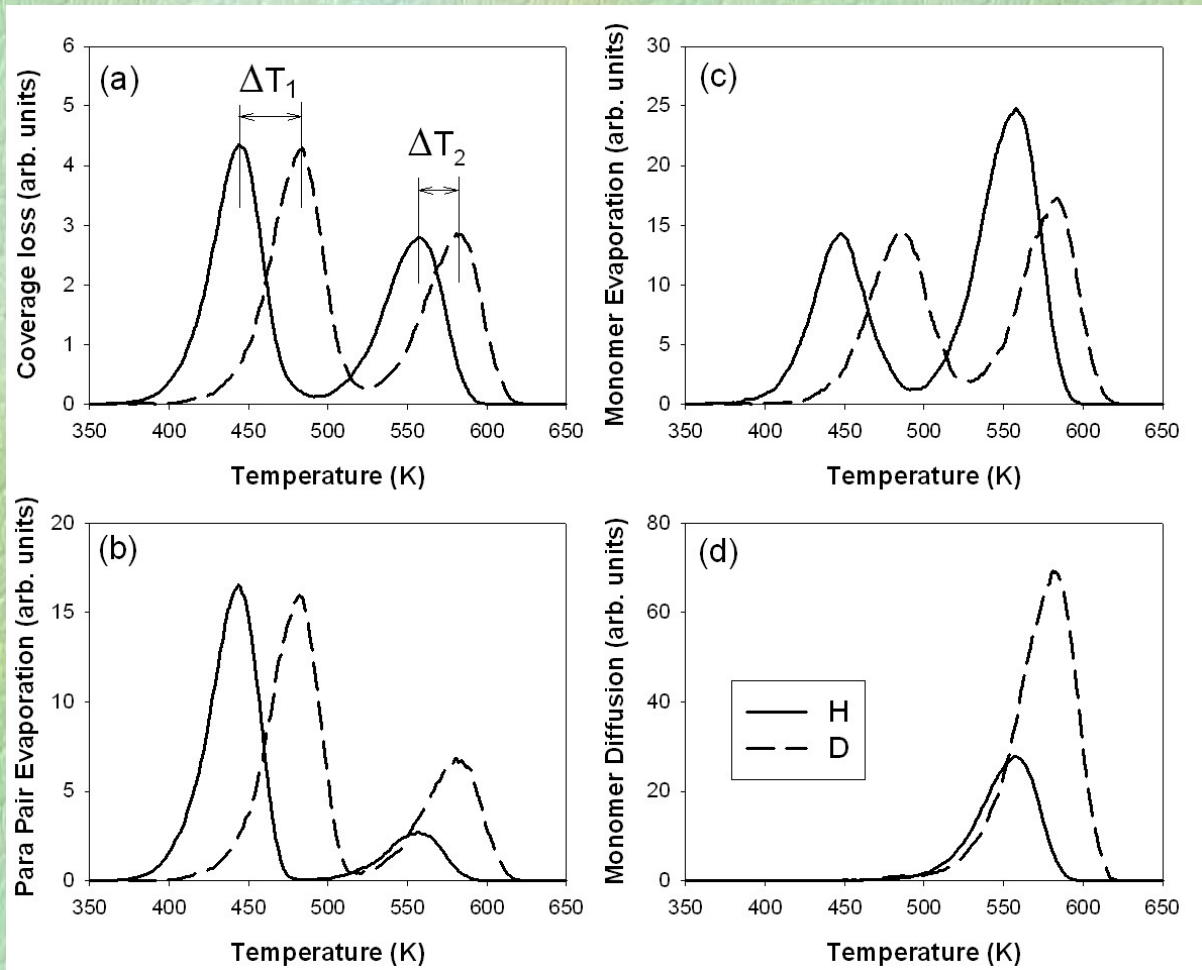 (a)
ΔT1
ΔT2
Coverage loss (arb. units)
6
5
4
3
2
1
0
350 400 450 500 550 600 650
Temperature (K)
(c)
Monomer Evaporation (arb. units)
30
25
20
15
10
5
0
350 400 450 500 550 600 650
Temperature (K)
(b)
Para Pair Evaporation (arb. units)
20
15
10
5
0
350 400 450 500 550 600 650
Temperature (K)
(d)
Monomer Diffusion (arb. units)
80
60
40
20
0
H
D
350 400 450 500 550 600 650
Temperature (K)